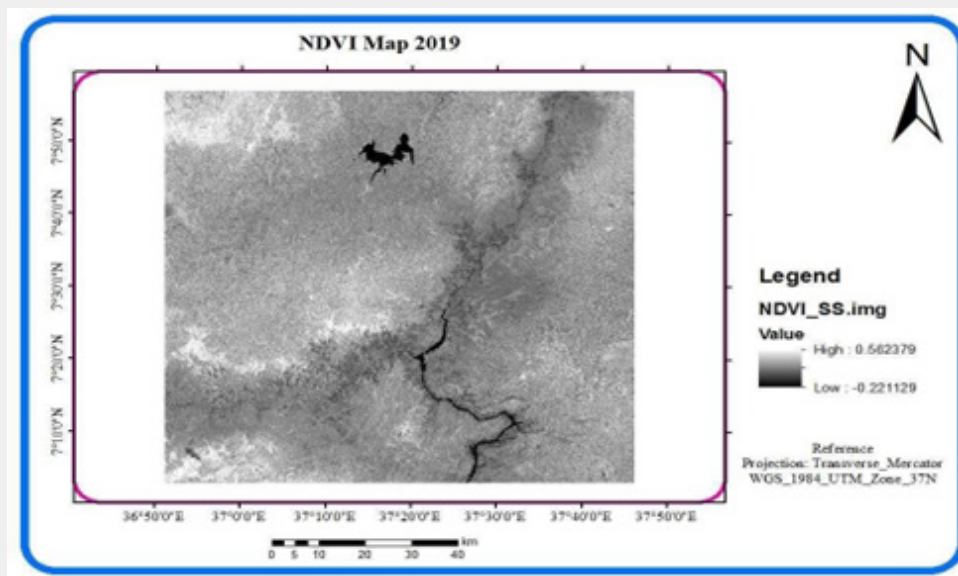 NDVI Map 2019
N
7°50'0"N
7°40'0"N
7°30'0"N
7°20'0"N
7°10'0"N
Legend
NDVI_SS.img
Value
High : 0.562379
Low : -0.221129
Reference
Projection: Transverse_Mercator
WGS_1984_UTM_Zone_37N
36°50'0"E 37°0'0"E 37°10'0"E 37°20'0"E 37°30'0"E 37°40'0"E 37°50'0"E
km
0 5 10 20 30 40